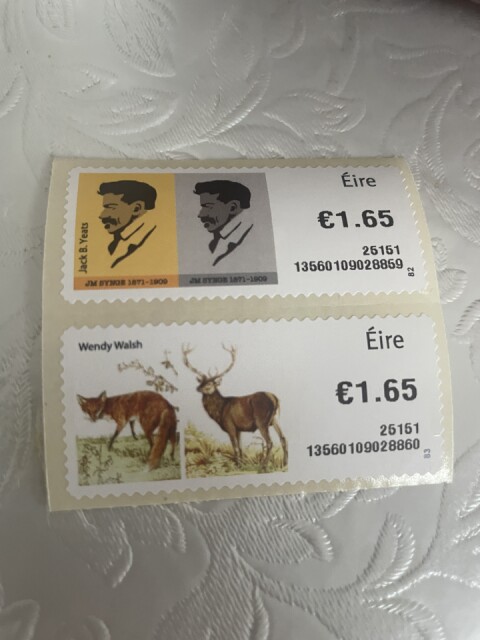 Jack B. Yeats
JM SYNGE 1871-1909
JM SYNGE 1871-1909
Éire
€1.65
25151
13560109028859
82
Wendy Walsh
Éire
€1.65
25151
13560109028860
83